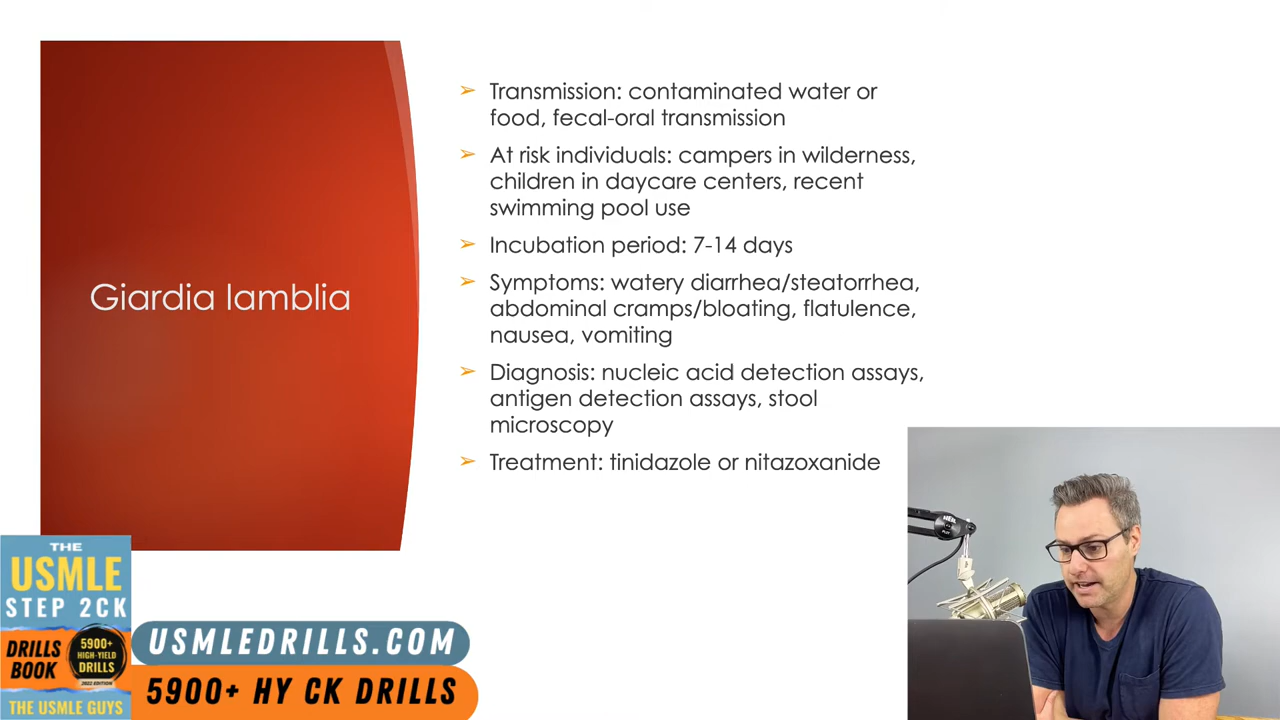 Giardia lamblia
➢ Transmission: contaminated water or
food, fecal-oral transmission
➢ At risk individuals: campers in wilderness,
children in daycare centers, recent
swimming pool use
➢ Incubation period: 7-14 days
➢ Symptoms: watery diarrhea/steatorrhea,
abdominal cramps/bloating, flatulence,
nausea, vomiting
➢ Diagnosis: nucleic acid detection assays,
antigen detection assays, stool
microscopy
➢ Treatment: tinidazole or nitazoxanide
THE
USMLE
STEP 2CK
DRILLS
BOOK
5900+
HIGH-YIELD
DRILLS
2022 EDITION
THE USMLE GUYS
USMLEDRILLS.COM
5900+ HY CK DRILLS